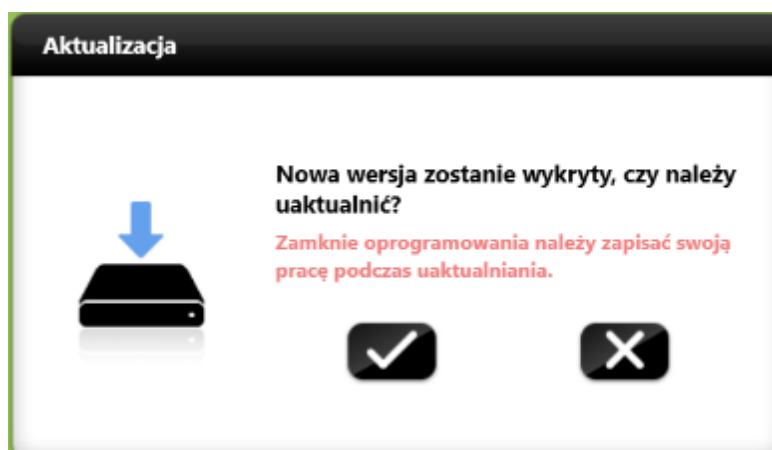 Aktualizacja
Nowa wersja zostanie wykryty, czy należy
uaktualnić?
Zamknie oprogramowania należy zapisać swoją
pracę podczas uaktualniania.